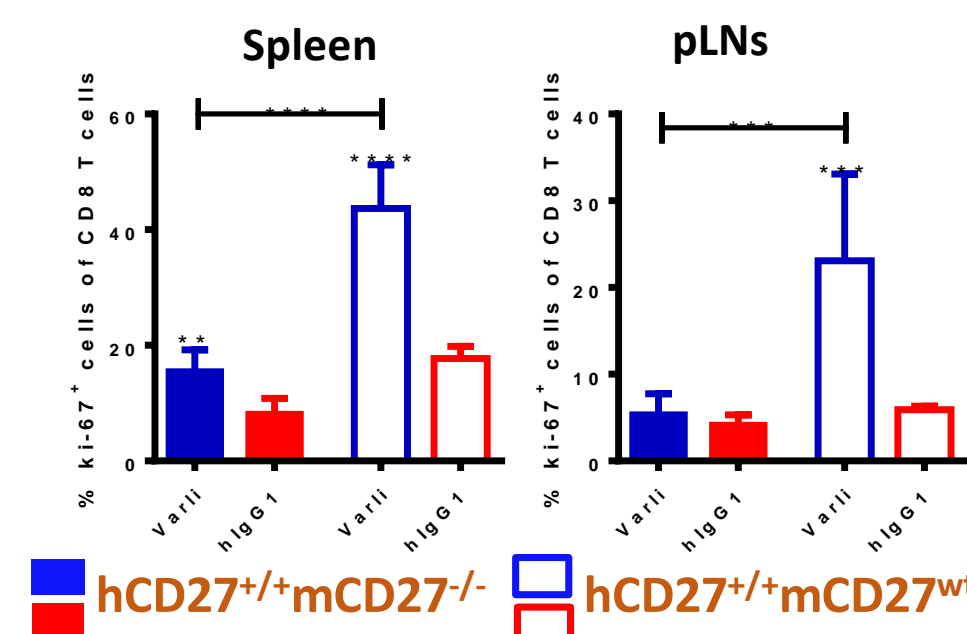 Spleen
pLNs
% ki-67+ cells of CD8 T cells
60
40
20
0
****
**
****
Varli
hIgG1
Varli
hIgG1
% ki-67+ cells of CD8 T cells
40
30
20
10
0
***
***
Varli
hIgG1
Varli
hIgG1
hCD27+/+mCD27-/-
hCD27+/+mCD27wt